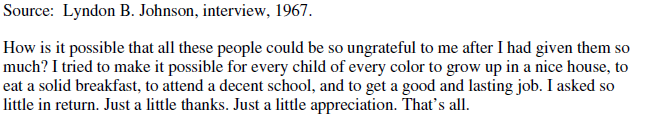 Source:  Lyndon B. Johnson, interview, 1967.
How is it possible that all these people could be so ungrateful to me after I had given them so
much? I tried to make it possible for every child of every color to grow up in a nice house, to
eat a solid breakfast, to attend a decent school, and to get a good and lasting job. I asked so
little in return. Just a little thanks. Just a little appreciation. That’s all.